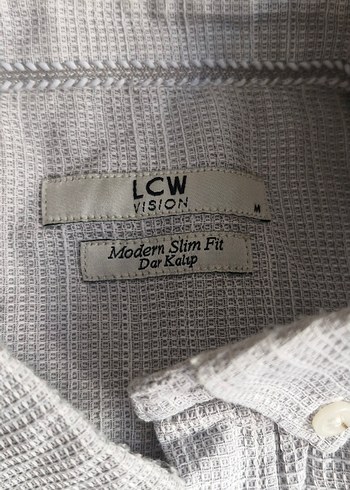 LCW
VISION
M
Modern Slim Fit
Dar Kalıp